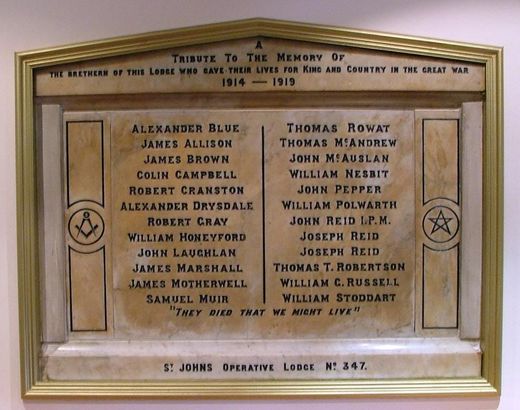 A
TRIBUTE TO THE MEMORY OF
THE BRETHERN OF THIS LODGE WHO GAVE THEIR LIVES FOR KING AND COUNTRY IN THE GREAT WAR
1914 — 1919
ALEXANDER BLUE
JAMES ALLISON
JAMES BROWN
COLIN CAMPBELL
ROBERT CRANSTON
ALEXANDER DRYSDALE
ROBERT GRAY
WILLIAM HONEYFORD
JOHN LAUGHLAN
JAMES MARSHALL
JAMES MOTHERWELL
SAMUEL MUIR
THOMAS ROWAT
THOMAS McANDREW
JOHN McAUSLAN
WILLIAM NESBIT
JOHN PEPPER
WILLIAM POLWARTH
JOHN REID I.P.M.
JOSEPH REID
JOSEPH REID
THOMAS T. ROBERTSON
WILLIAM G. RUSSELL
WILLIAM STODDART
"THEY DIED THAT WE MIGHT LIVE"
ST JOHNS OPERATIVE LODGE No 347.